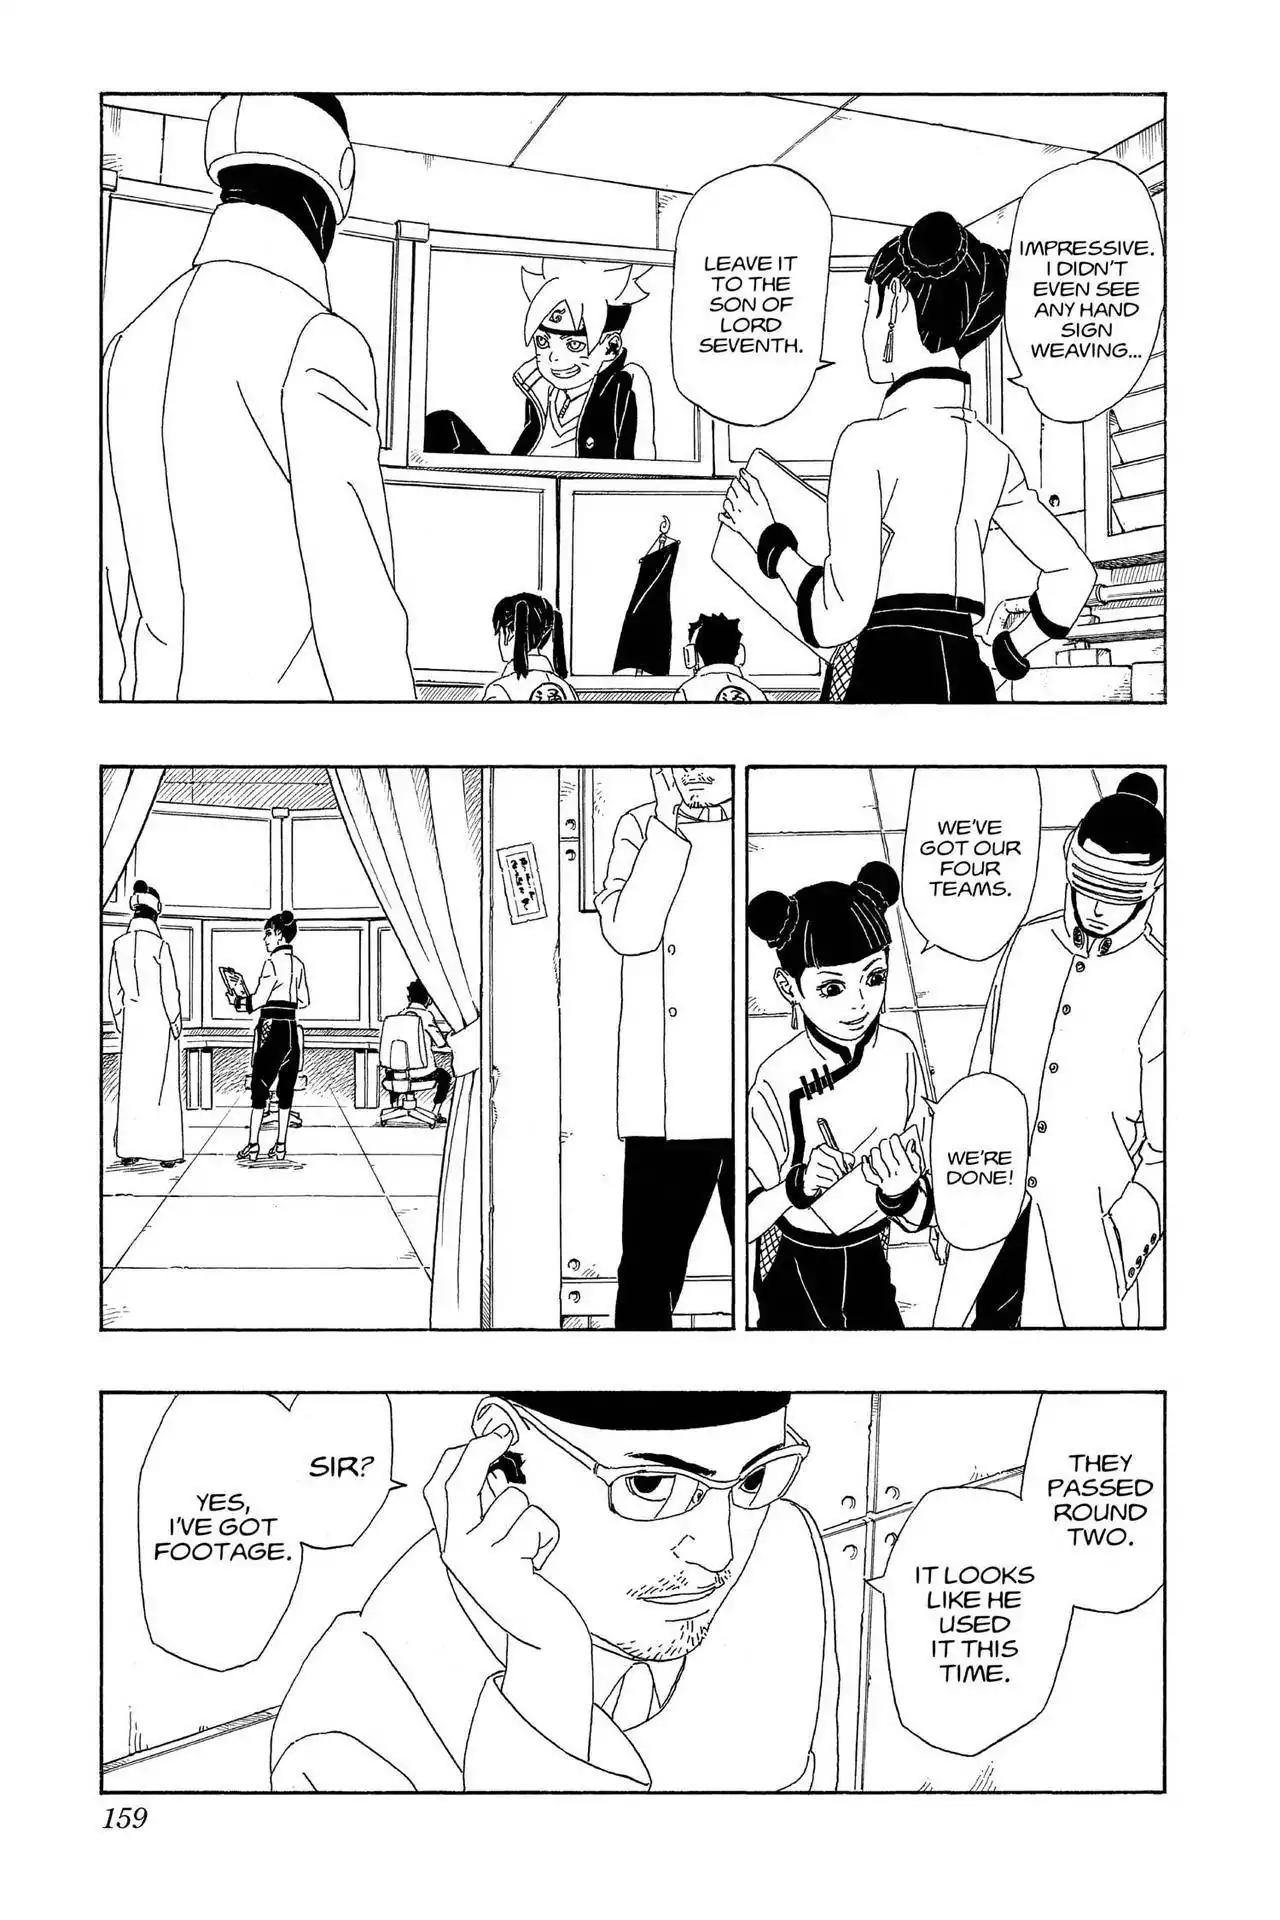 IMPRESSIVE.
I DIDN'T
EVEN SEE
ANY HAND
SIGN
WEAVING...
LEAVE IT
TO THE
SON OF
LORD
SEVENTH.
通
通
WE'VE
GOT OUR
FOUR
TEAMS.
WE'RE
DONE!
THEY
PASSED
ROUND
TWO.
IT LOOKS
LIKE HE
USED
IT THIS
TIME.
SIR?
YES,
I'VE GOT
FOOTAGE.
159